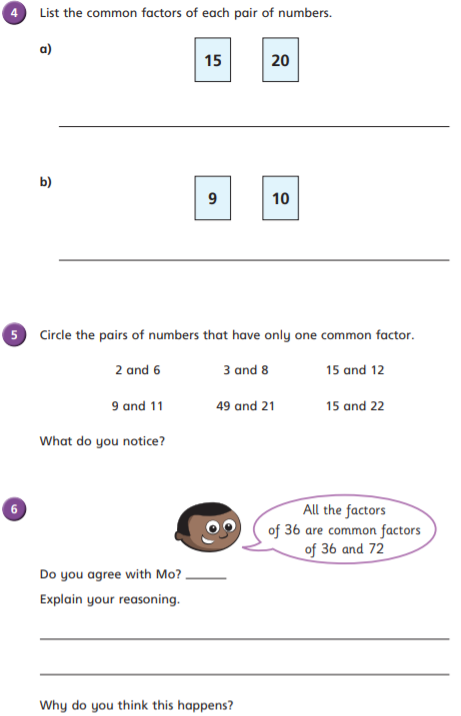 4 List the common factors of each pair of numbers.
a)
15 20
b)
9 10
5 Circle the pairs of numbers that have only one common factor.
2 and 6 3 and 8 15 and 12
9 and 11 49 and 21 15 and 22
What do you notice?
6
All the factors
of 36 are common factors
of 36 and 72
Do you agree with Mo?
Explain your reasoning.
Why do you think this happens?